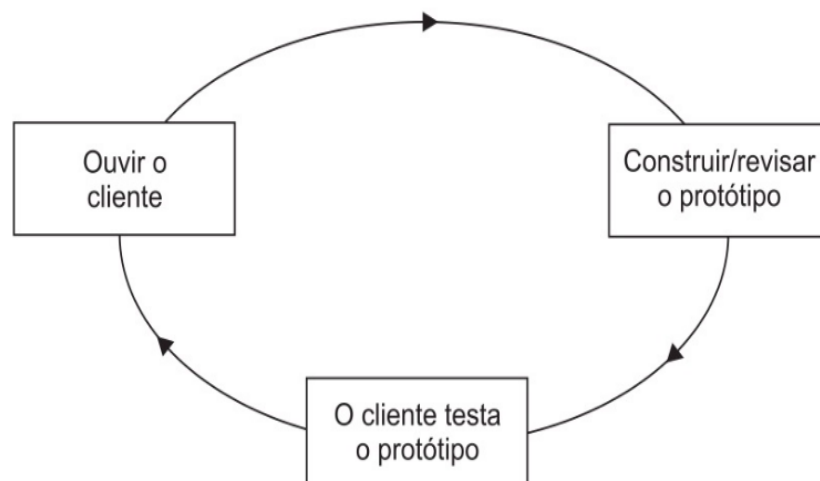 Ouvir o
cliente
Construir/revisar
o protótipo
O cliente testa
o protótipo